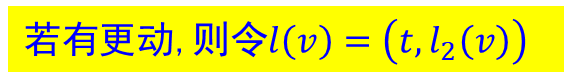 若有更动,则令l(v) = (t, l₂(v))